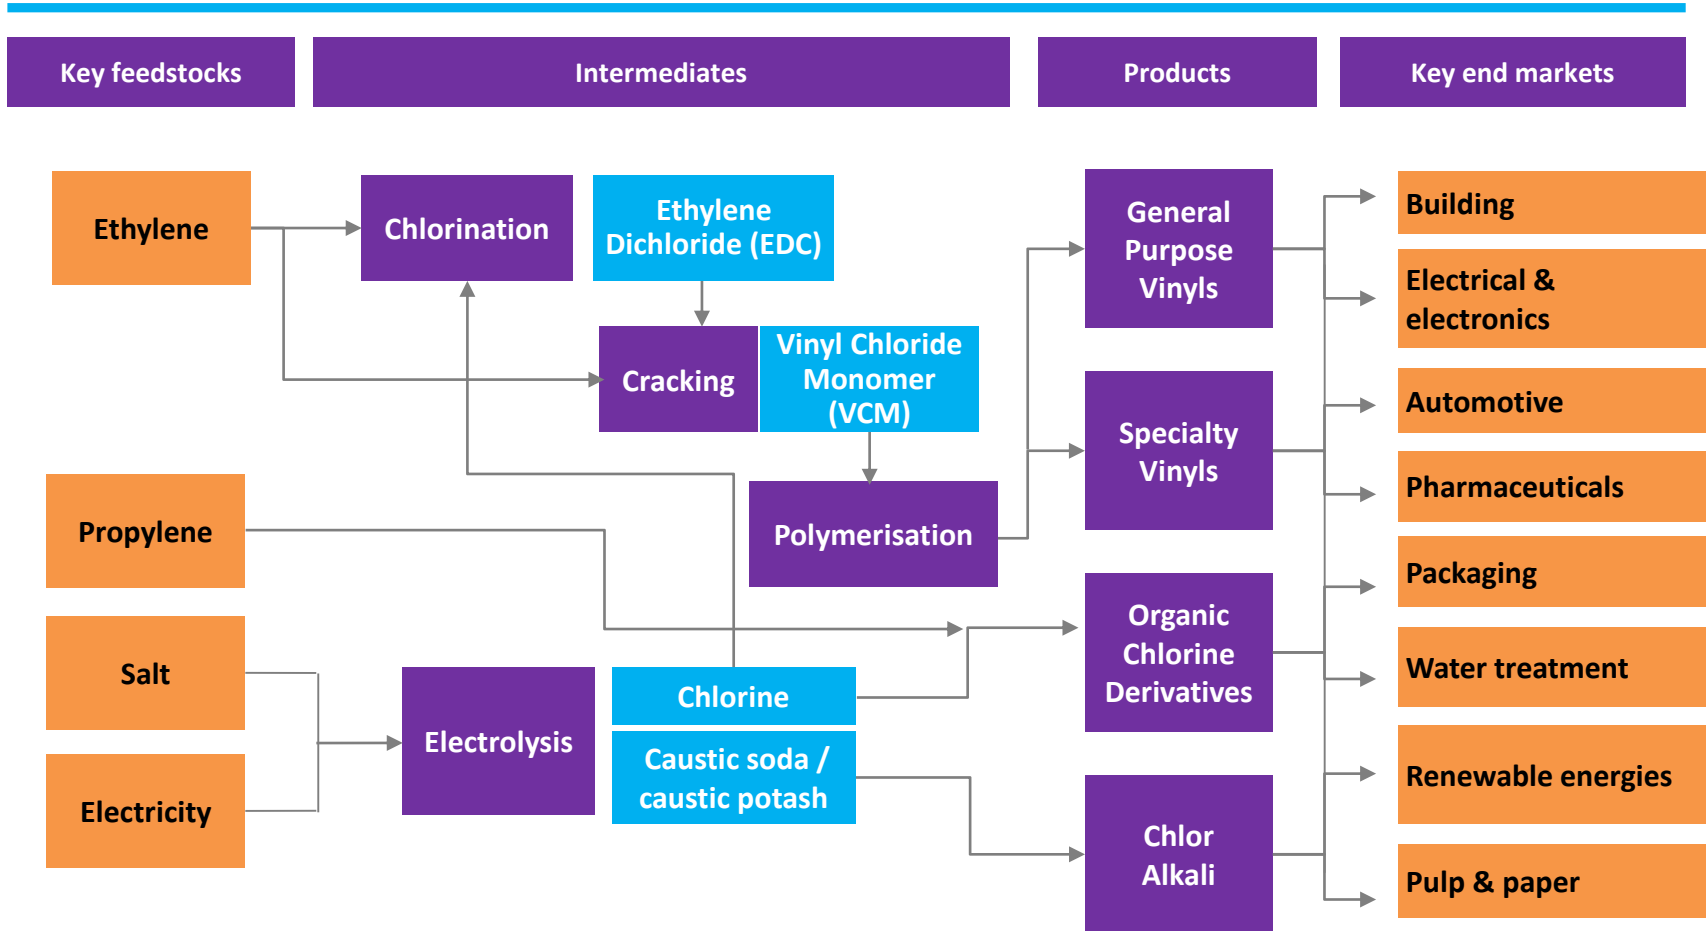 Key feedstocks
Intermediates
Products
Key end markets
Ethylene
Chlorination
Ethylene
Dichloride (EDC)
Cracking
Vinyl Chloride
Monomer
(VCM)
Propylene
Polymerisation
Salt
Electricity
Electrolysis
Chlorine
Caustic soda /
caustic potash
General
Purpose
Vinyls
Specialty
Vinyls
Organic
Chlorine
Derivatives
Chlor
Alkali
Building
Electrical &
electronics
Automotive
Pharmaceuticals
Packaging
Water treatment
Renewable energies
Pulp & paper